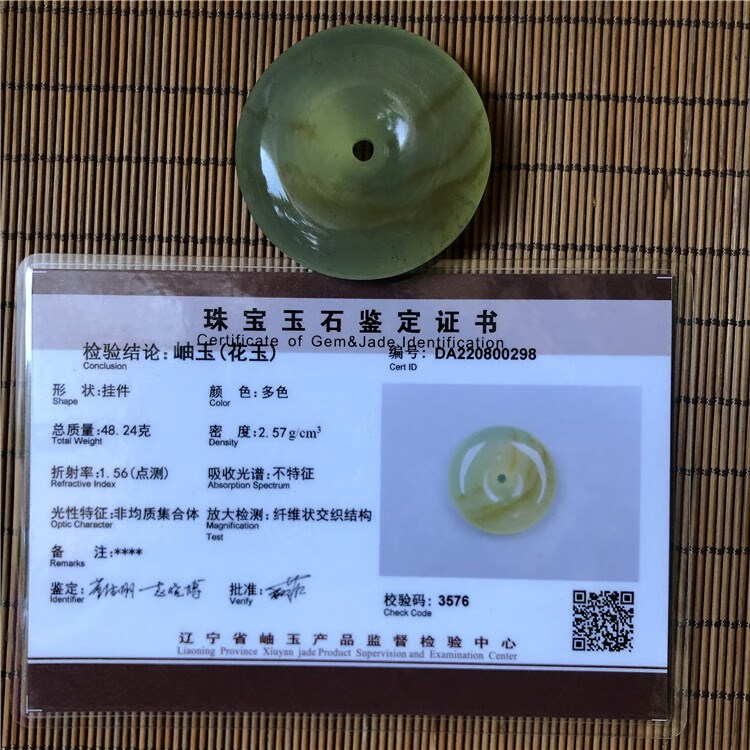 珠宝玉石鉴定证书
Certificate of Gem&Jade Identification
检验结论:岫玉(花玉)
Conclusion
编号: DA220800298
Cert ID
形 状:挂件
Shape
颜 色:多色
Color
总质量:48.24克
Total Weight
密 度:2.57g/cm³
Density
折射率:1.56(点测)
Refractive Index
吸收光谱:不特征
Absorption Spectrum
光性特征:非均质集合体
Optic Character
放大检测:纤维状交织结构
Magnification
Test
备 注:****
Remarks
鉴定:
Identifier
批准:
Verify
校验码: 3576
Check Code
辽宁省岫玉产品监督检验中心
Liaoning Province Xiuyan jade Product Supervision and Examination Center